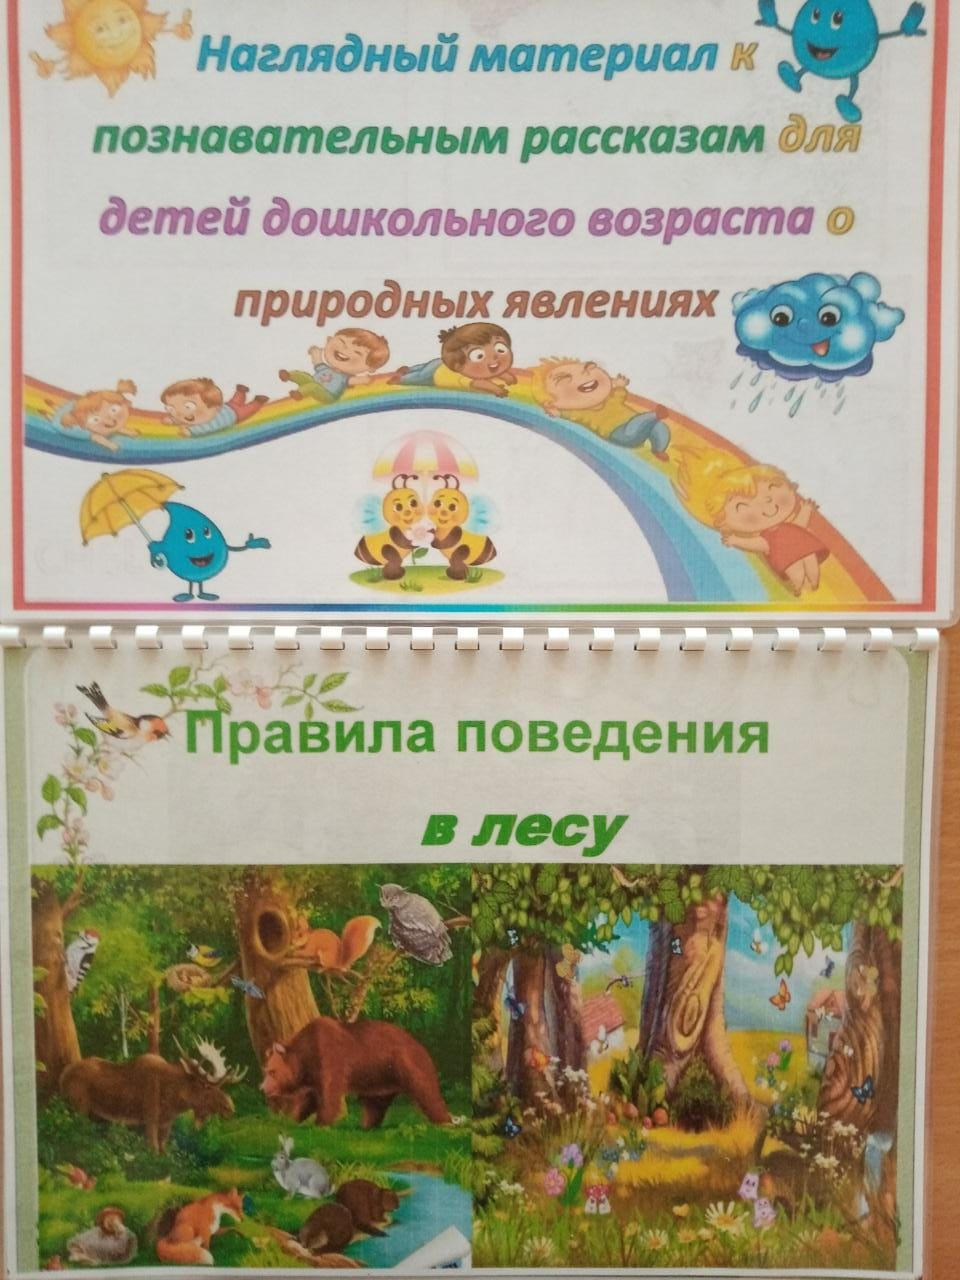 Наглядный материал к
познавательным рассказам для
детей дошкольного возраста о
природных явлениях
Правила поведения
в лесу